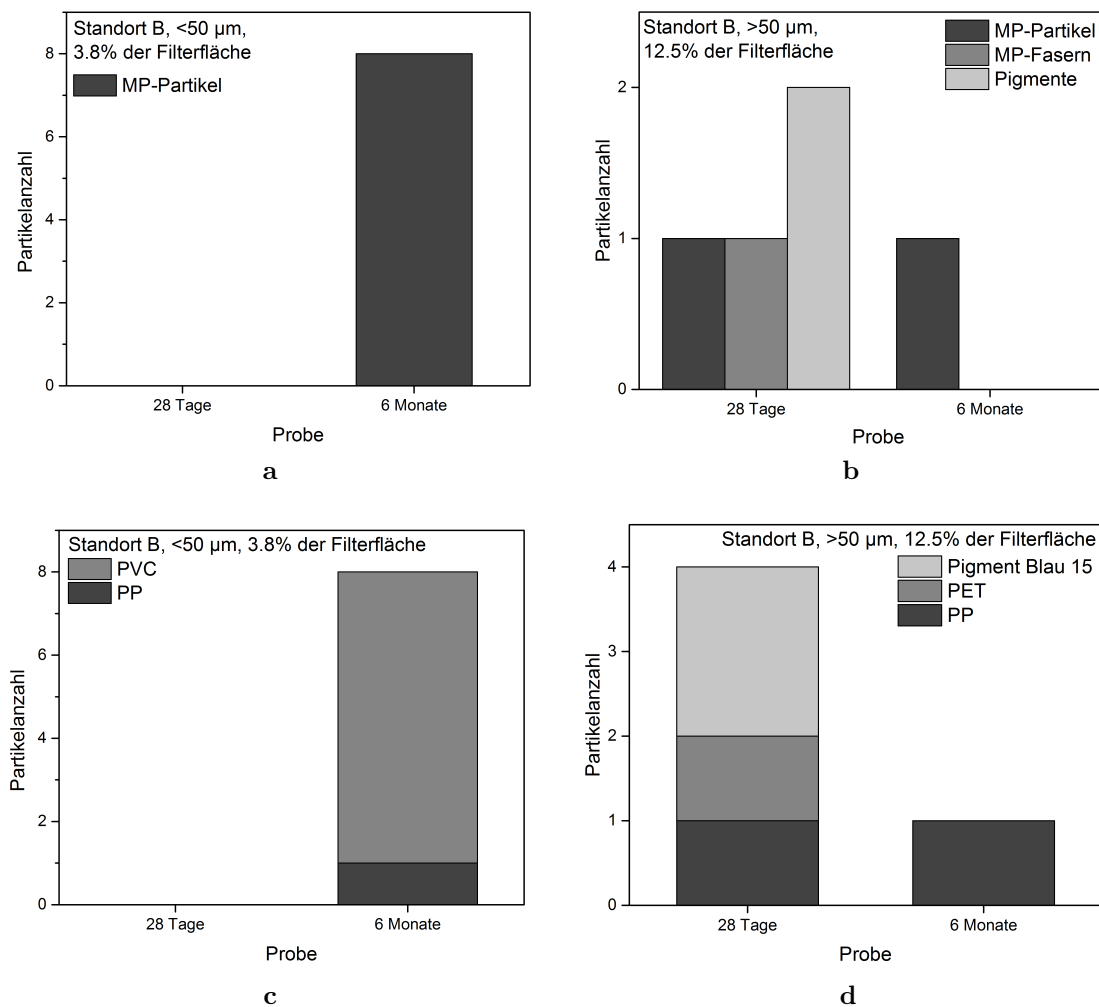 Standort B, <50 µm,
3.8% der Filterfläche
MP-Partikel
Partikelanzahl
8
6
4
2
0
28 Tage
6 Monate
Probe
a
Standort B, >50 µm,
12.5% der Filterfläche
MP-Partikel
MP-Fasern
Pigmente
Partikelanzahl
2
1
0
28 Tage
6 Monate
Probe
b
Standort B, <50 µm, 3.8% der Filterfläche
PVC
PP
Partikelanzahl
8
6
4
2
0
28 Tage
6 Monate
Probe
c
Standort B, >50 µm, 12.5% der Filterfläche
Pigment Blau 15
PET
PP
Partikelanzahl
4
3
2
1
0
28 Tage
6 Monate
Probe
d